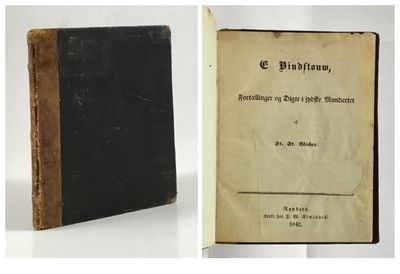 E Bindstouw,
Fortællinger og Digte i jydske Mundarter
af
St. St. Blicher.
Randers.
Trykt hos J. M. Elmenhoff.
1842.